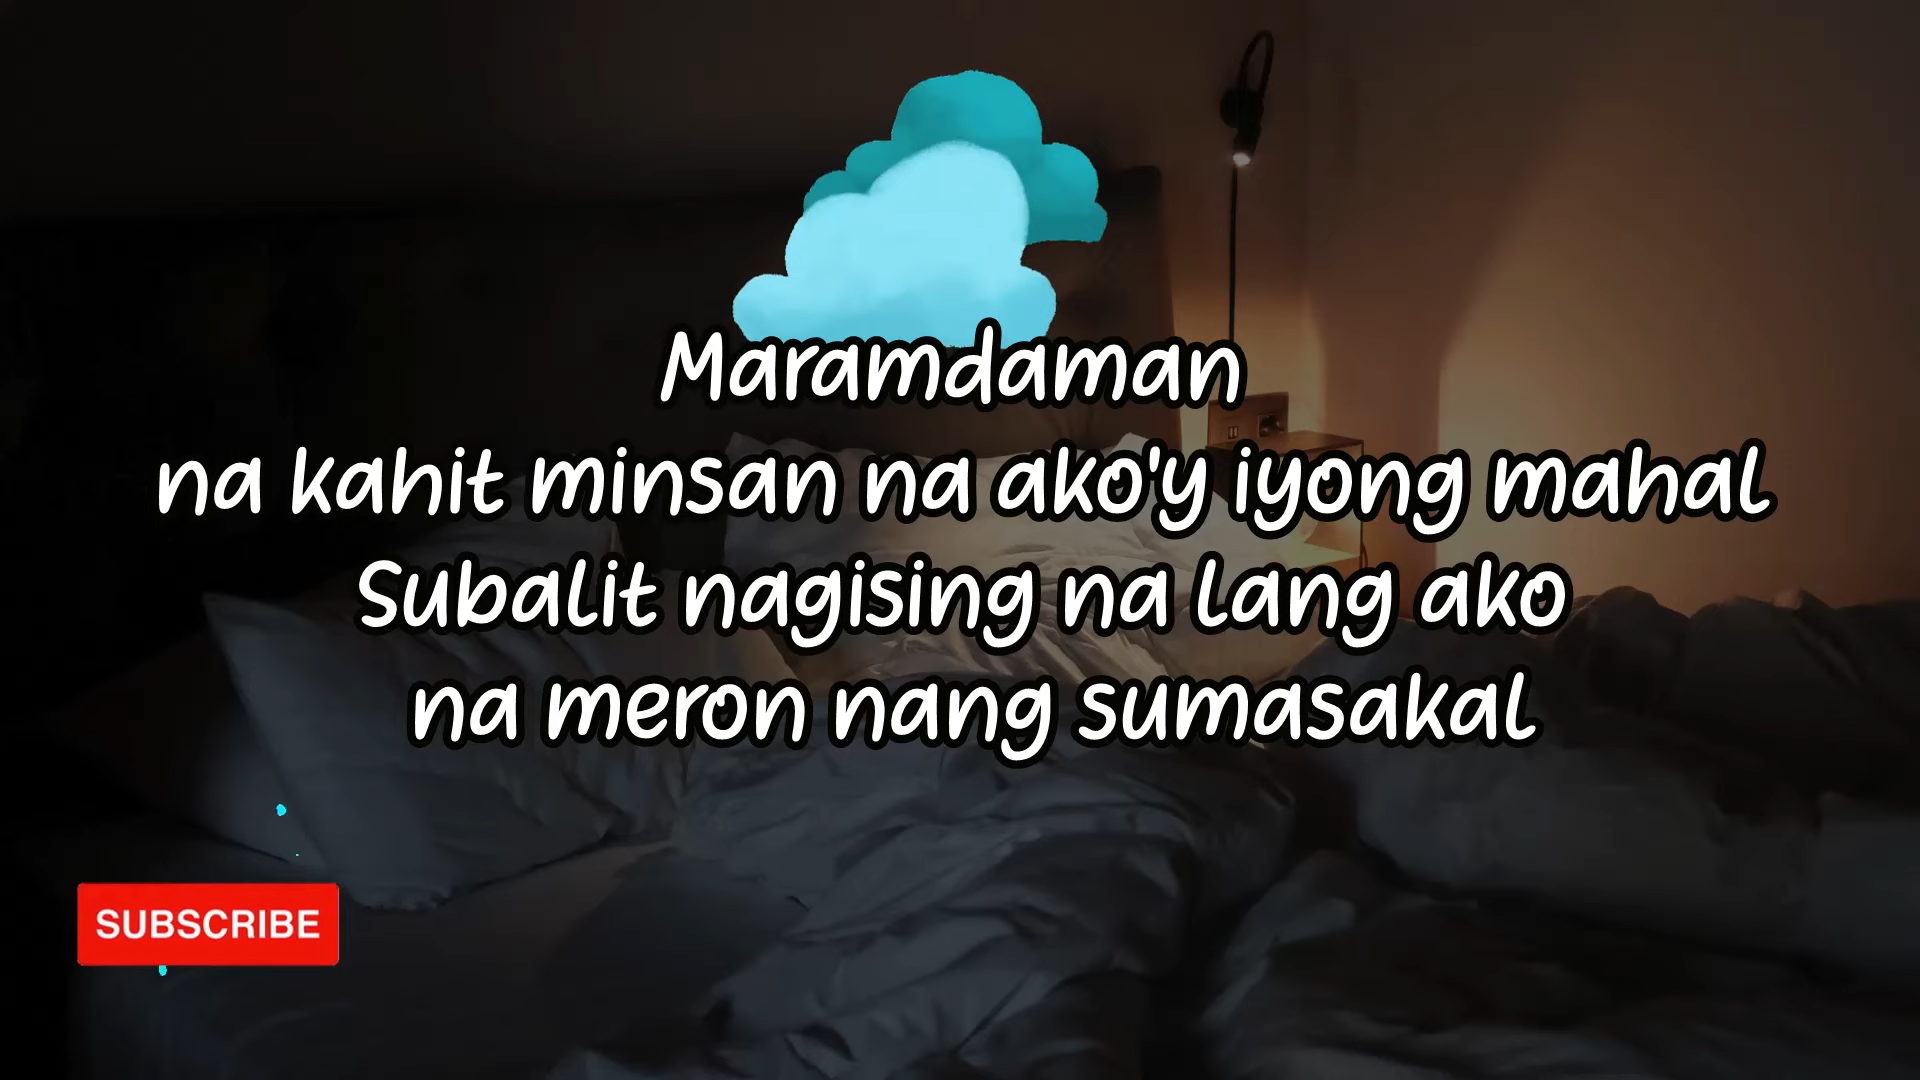 Maramdaman
na kahit minsan na ako'y iyong mahal
Subalit nagising na lang ako
na meron nang sumasakal
SUBSCRIBE